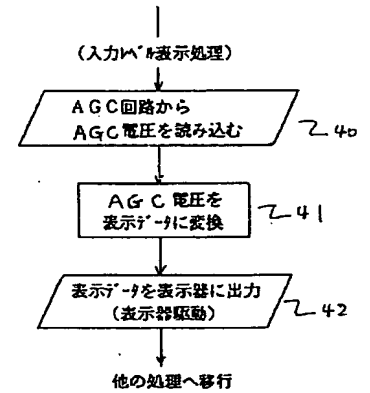 (入力レベル表示処理)
AGC回路から
AGC電圧を読み込む
40
AGC電圧を
表示データに変換
41
表示データを表示器に出力
(表示器駆動)
42
他の処理へ移行